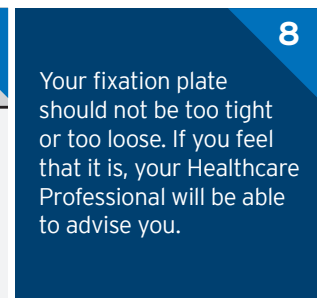 8
Your fixation plate
should not be too tight
or too loose. If you feel
that it is, your Healthcare
Professional will be able
to advise you.